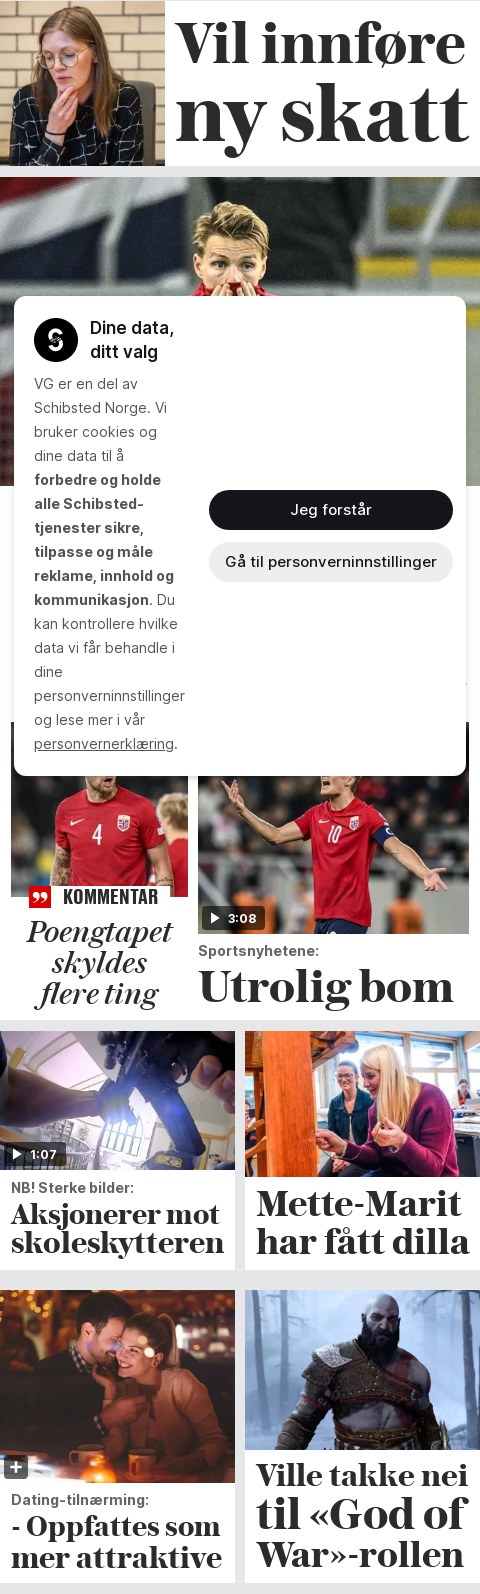 Vil innføre
ny skatt
Dine data,
ditt valg
VG er en del av
Schibsted Norge. Vi
bruker cookies og
dine data til å
forbedre og holde
alle Schibsted-
tjenester sikre,
tilpasse og måle
reklame, innhold og
kommunikasjon. Du
kan kontrollere hvilke
data vi får behandle i
dine
personverninnstillinger
og lese mer i vår
personvernerklæring.
Jeg forstår
Gå til personverninnstillinger
4
10
KOMMENTAR
Poengtapet
skyldes
flere ting
3:08
Sportsnyhetene:
Utrolig bom
1:07
NB! Sterke bilder:
Aksjonerer mot
skoleskytteren
Mette-Marit
har fått dilla
Dating-tilnærming:
- Oppfattes som
mer attraktive
Ville takke nei
til «God of
War»-rollen